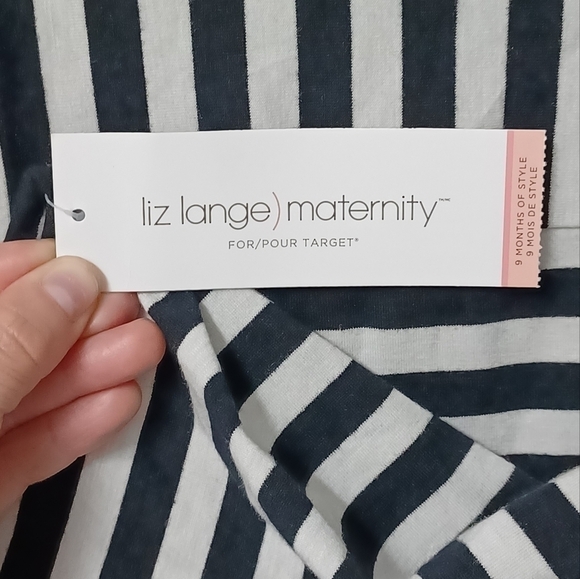 liz lange) maternity™
FOR/POUR TARGET®
9 MONTHS OF STYLE
9 MOIS DE STYLE